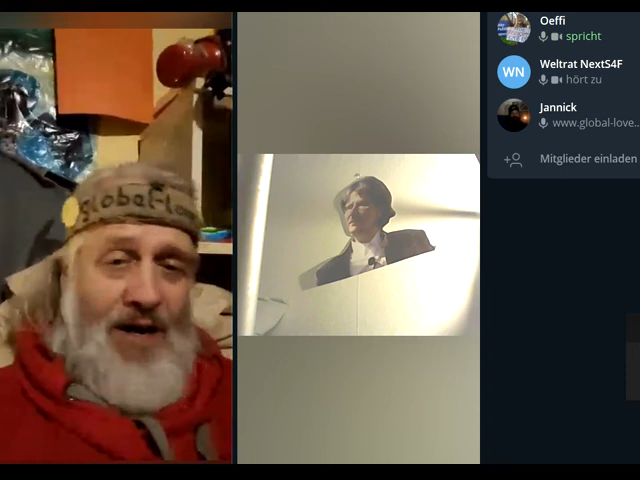 Global-Love
Oeffi
spricht
WN
Weltrat NextS4F
hört zu
Jannick
www.global-love...
Mitglieder einladen